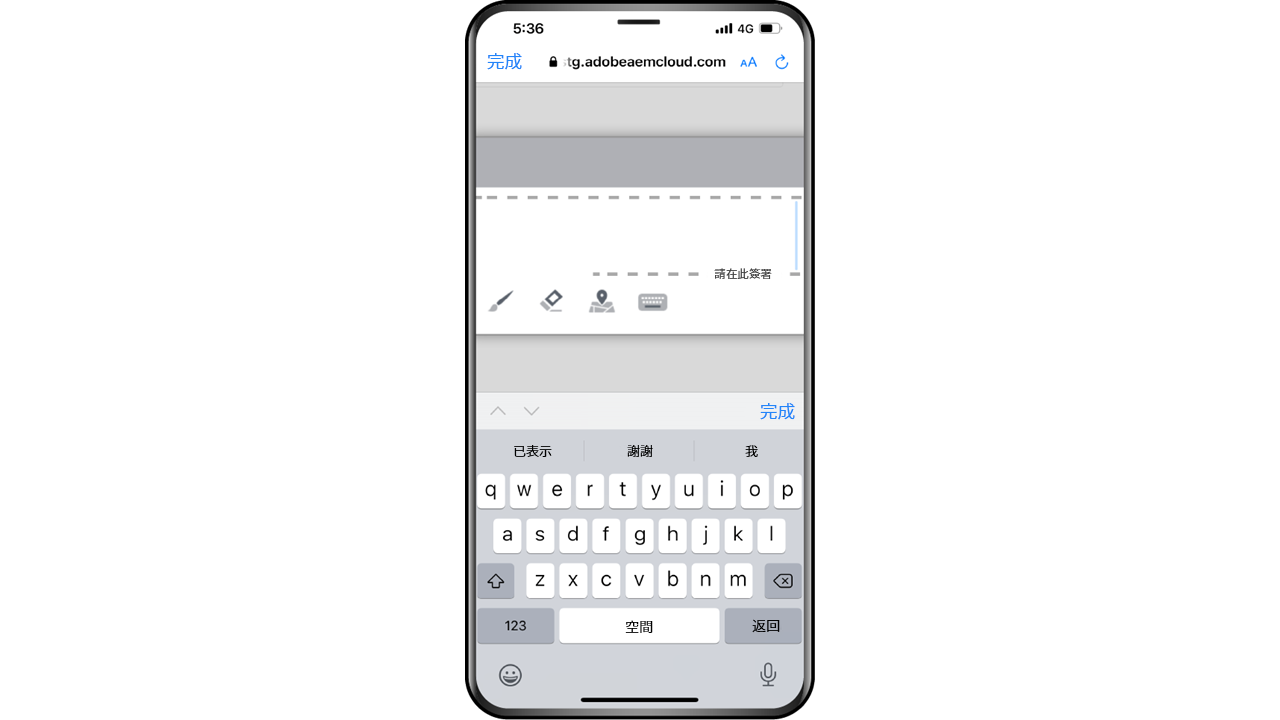 5:36 4G
完成 tg.adobeaemcloud.com AA
請在此簽署
完成
已表示 謝謝 我
q w e r t y u i o p
a s d f g h j k l
z x c v b n m
123 空間 返回